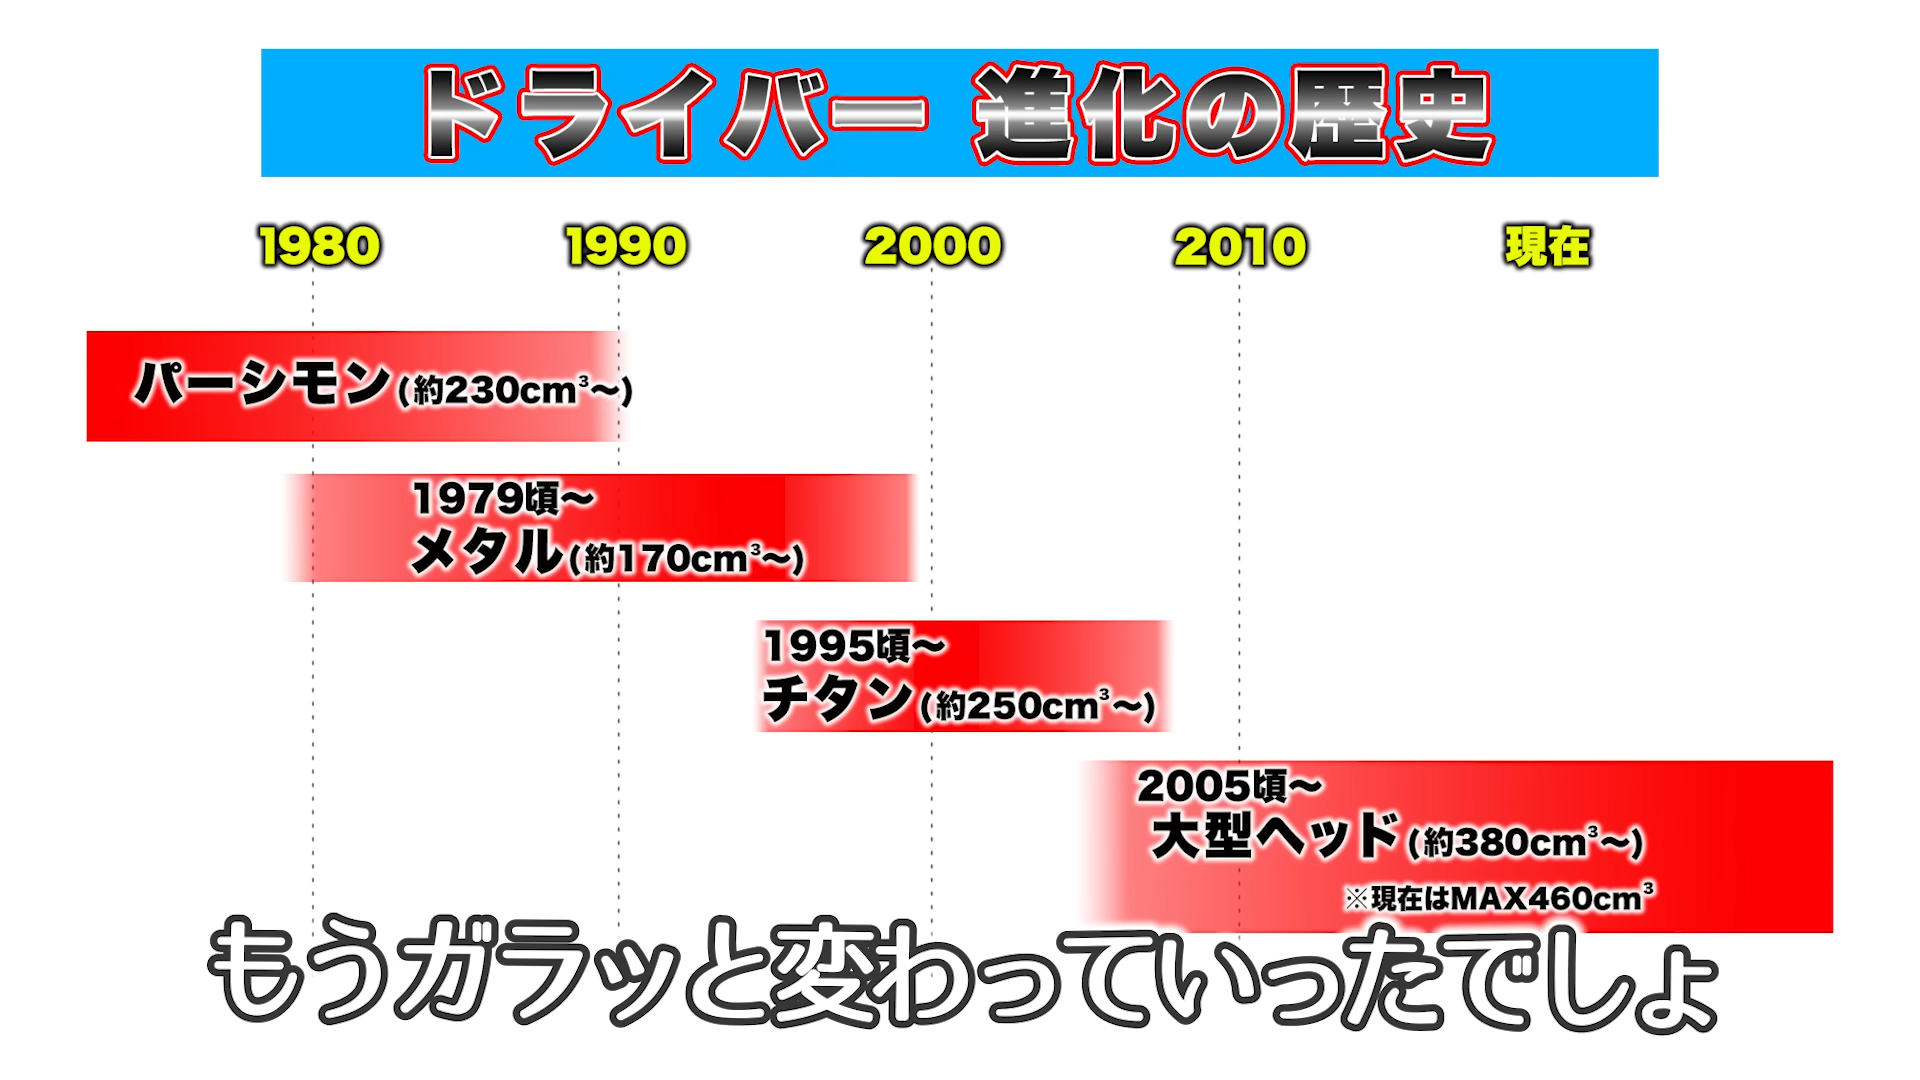 ドライバー 進化の歴史
1980 1990 2000 2010 現在
パーシモン(約230cm³〜)
1979頃〜
メタル(約170cm³〜)
1995頃〜
チタン(約250cm³〜)
2005頃〜
大型ヘッド(約380cm³〜)
※現在はMAX460cm³
もうガラッと変わっていったでしょ